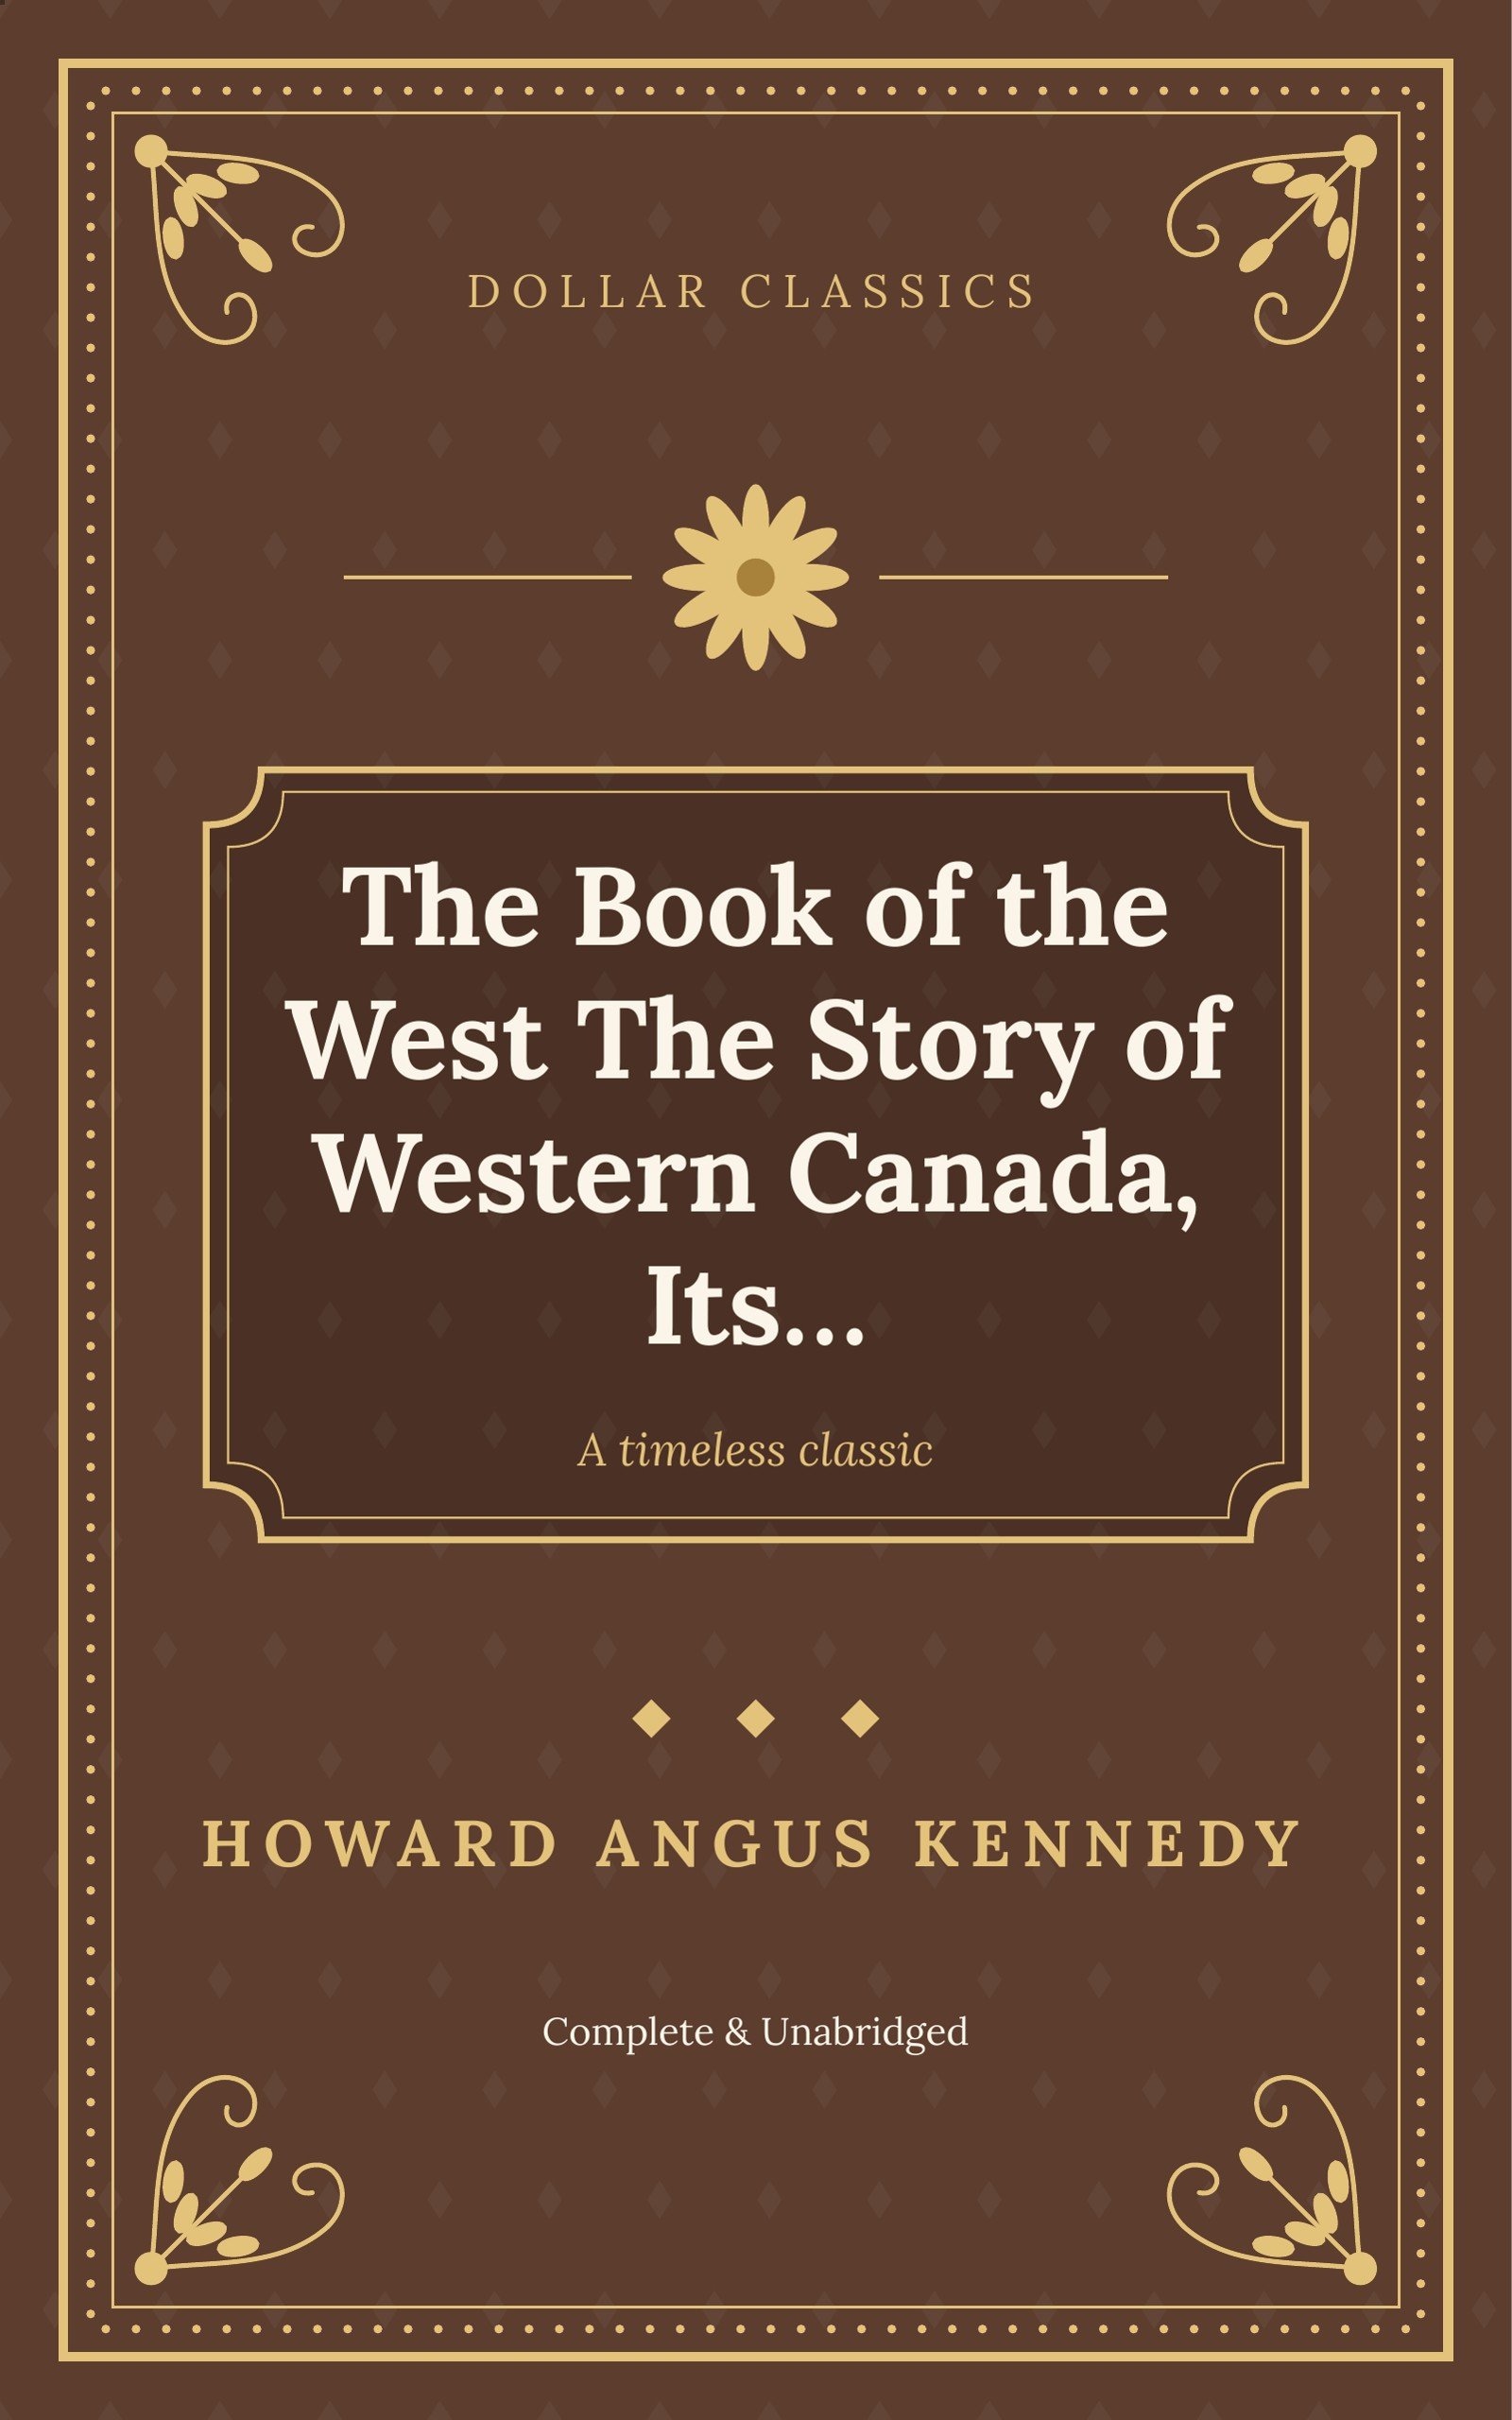 DOLLAR CLASSICS
The Book of the
West The Story of
Western Canada,
Its...
A timeless classic
HOWARD ANGUS KENNEDY
Complete & Unabridged